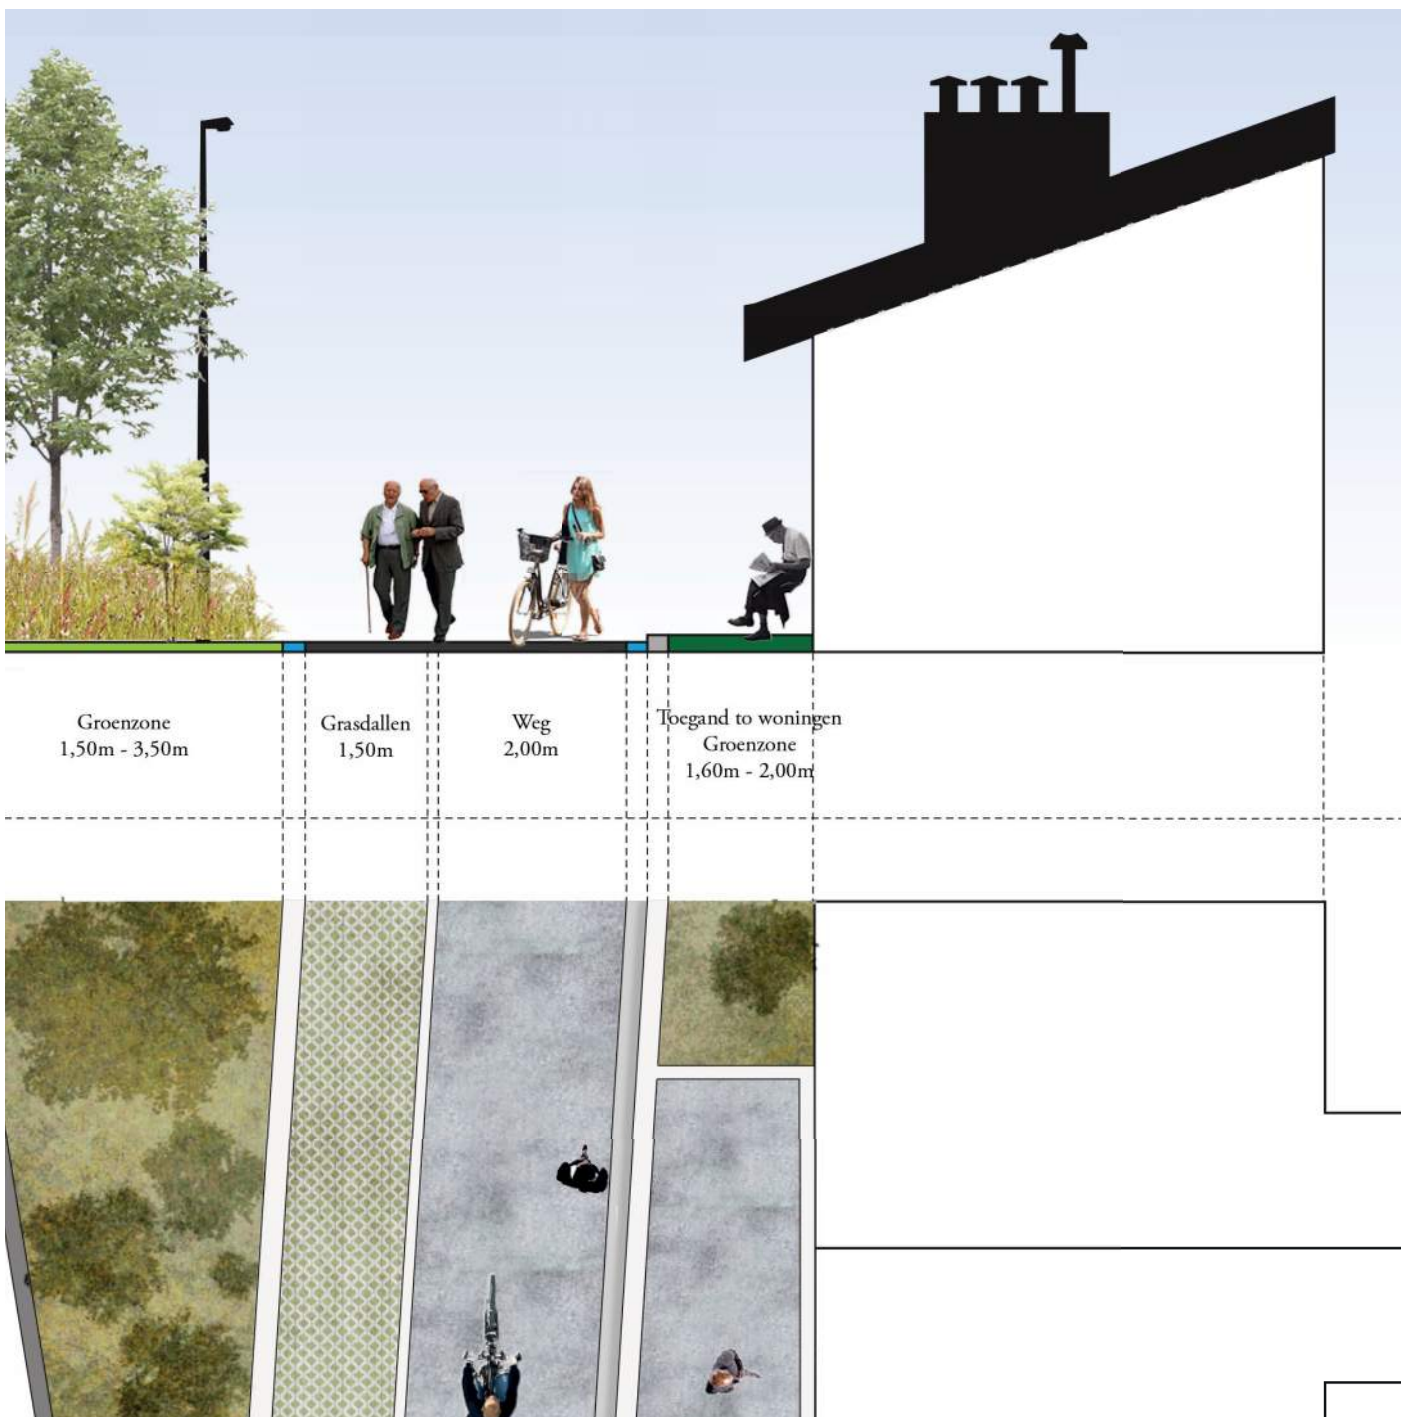 Groenzone
1,50m - 3,50m
Grasdallen
1,50m
Weg
2,00m
Toegand to woningen
Groenzone
1,60m - 2,00m